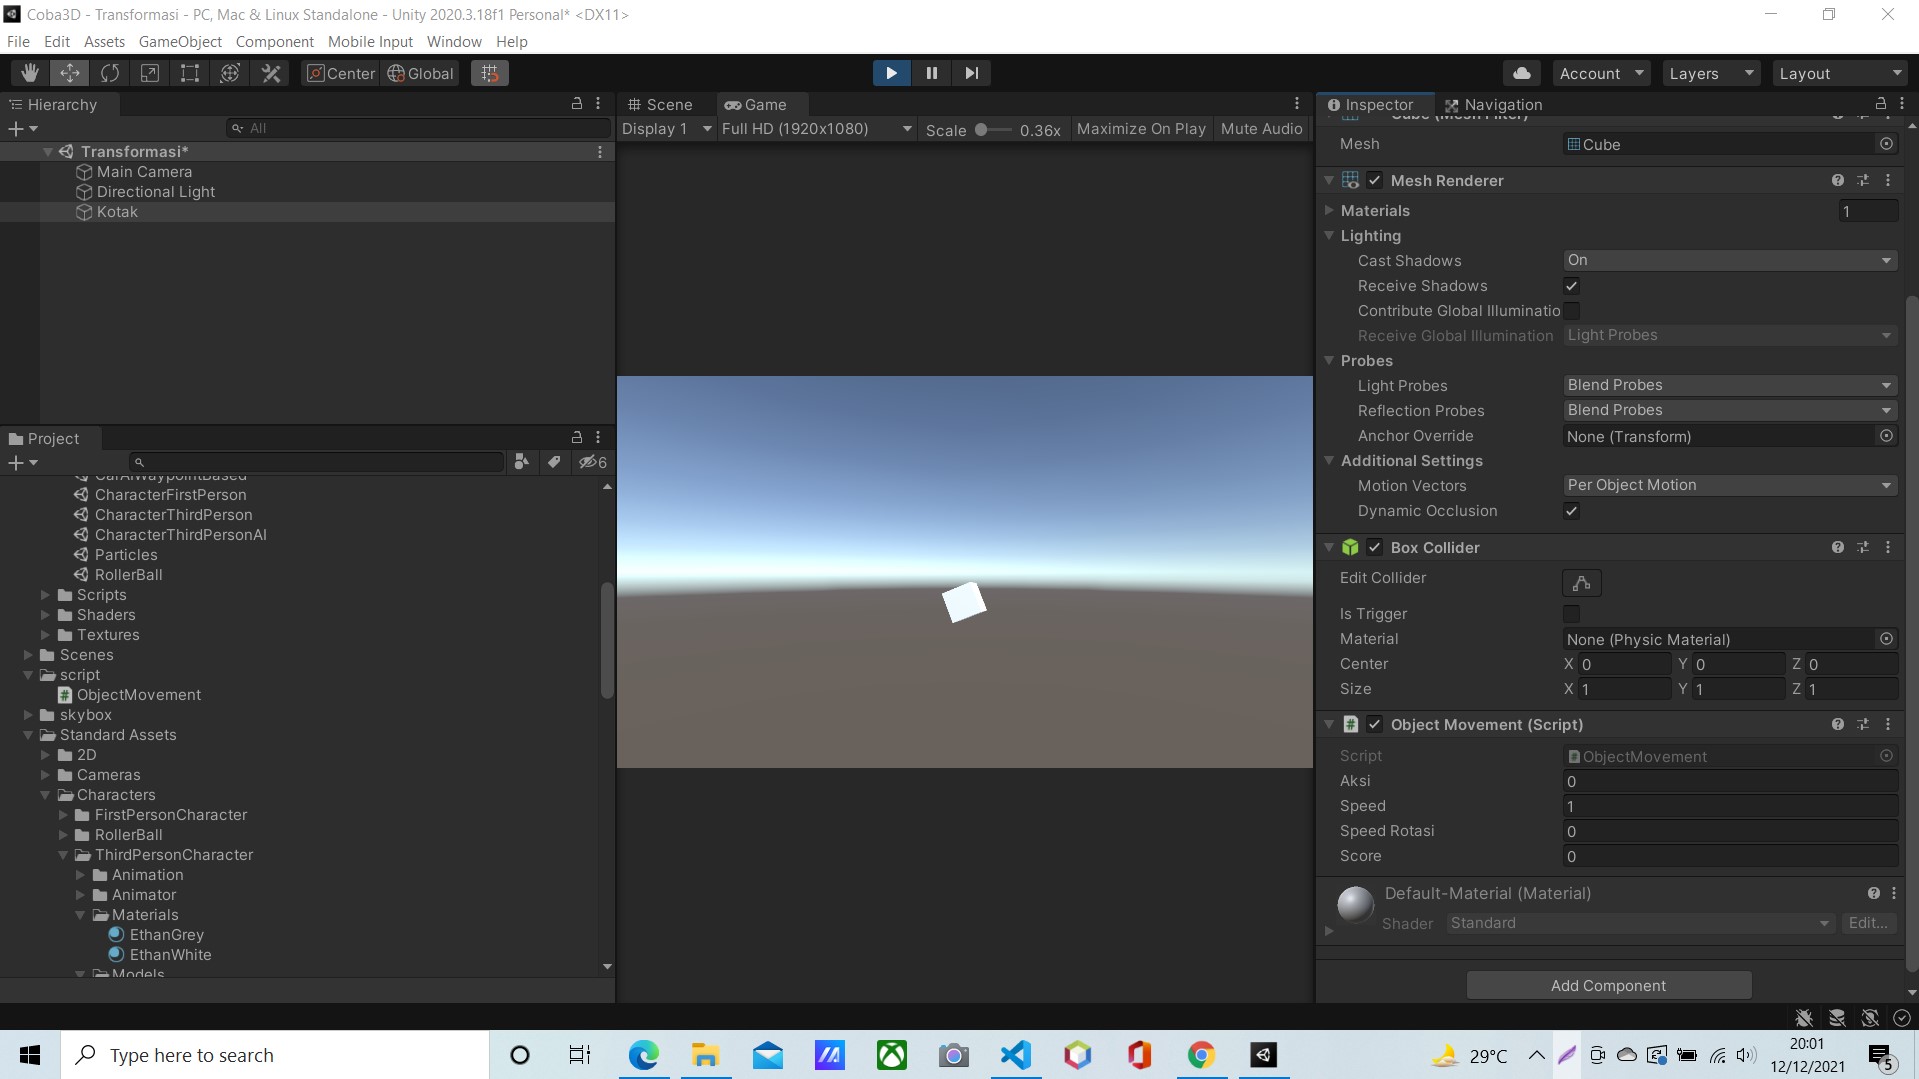 Coba3D - Transformasi - PC, Mac & Linux Standalone - Unity 2020.3.18f1 Personal* <DX11>
File Edit Assets GameObject Component Mobile Input Window Help
Center Global Account Layers Layout
Hierarchy
All
Transformasi*
Main Camera
Directional Light
Kotak
Project
6
CarAIWaypointBased
CharacterFirstPerson
CharacterThirdPerson
CharacterThirdPersonAI
Particles
RollerBall
Scripts
Shaders
Textures
Scenes
script
ObjectMovement
skybox
Standard Assets
2D
Cameras
Characters
FirstPersonCharacter
RollerBall
ThirdPersonCharacter
Animation
Animator
Materials
EthanGrey
EthanWhite
Models
Scene Game
Display 1 Full HD (1920x1080) Scale 0.36x Maximize On Play Mute Audio
Inspector Navigation
Cube (Mesh Filter)
Mesh Cube
Mesh Renderer
Materials 1
Lighting
Cast Shadows On
Receive Shadows
Contribute Global Illuminatio
Receive Global Illumination Light Probes
Probes
Light Probes Blend Probes
Reflection Probes Blend Probes
Anchor Override None (Transform)
Additional Settings
Motion Vectors Per Object Motion
Dynamic Occlusion
Box Collider
Edit Collider
Is Trigger
Material None (Physic Material)
Center X 0 Y 0 Z 0
Size X 1 Y 1 Z 1
Object Movement (Script)
Script ObjectMovement
Aksi 0
Speed 1
Speed Rotasi 0
Score 0
Default-Material (Material)
Shader Standard Edit...
Add Component
Type here to search
29°C
20:01
12/12/2021
5